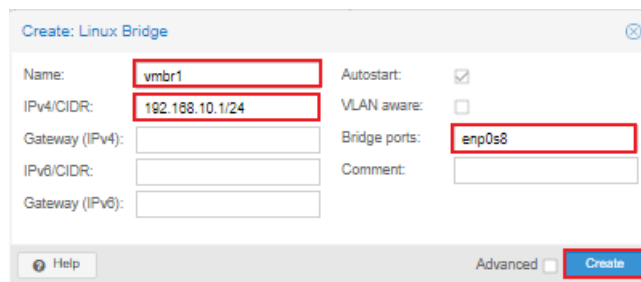 Create: Linux Bridge
Name: vmbr1 Autostart:
IPv4/CIDR: 192.168.10.1/24 VLAN aware:
Gateway (IPv4): Bridge ports: enp0s8
IPv6/CIDR: Comment:
Gateway (IPv6):
Help Advanced Create